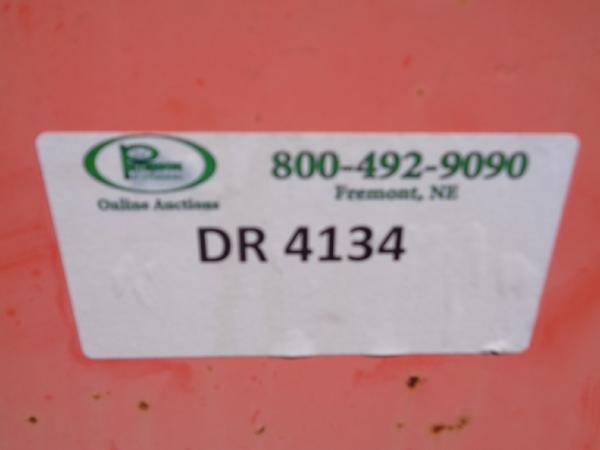 800-492-9090
Fremont, NE
Online Auctions
DR 4134